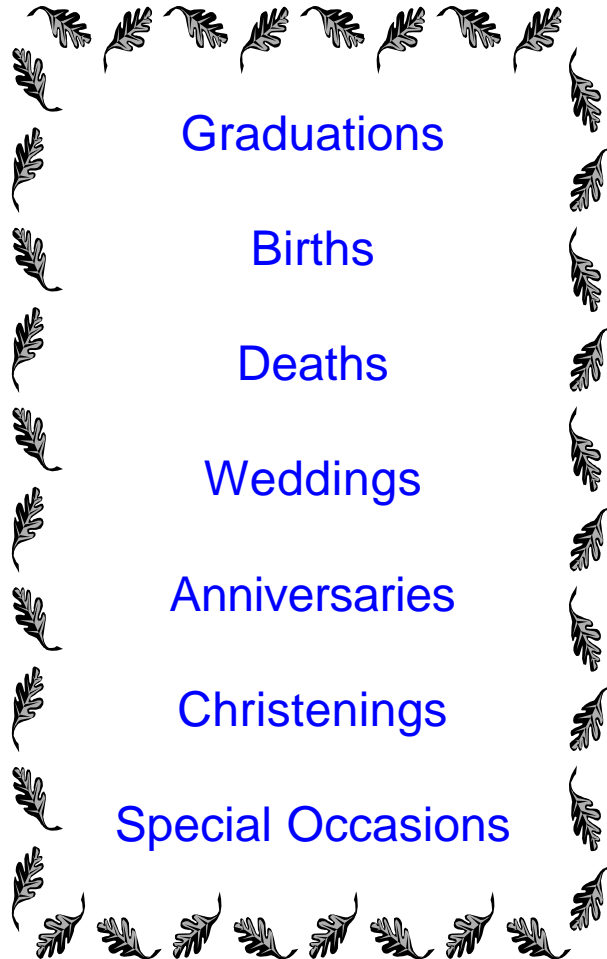 Graduations
Births
Deaths
Weddings
Anniversaries
Christenings
Special Occasions